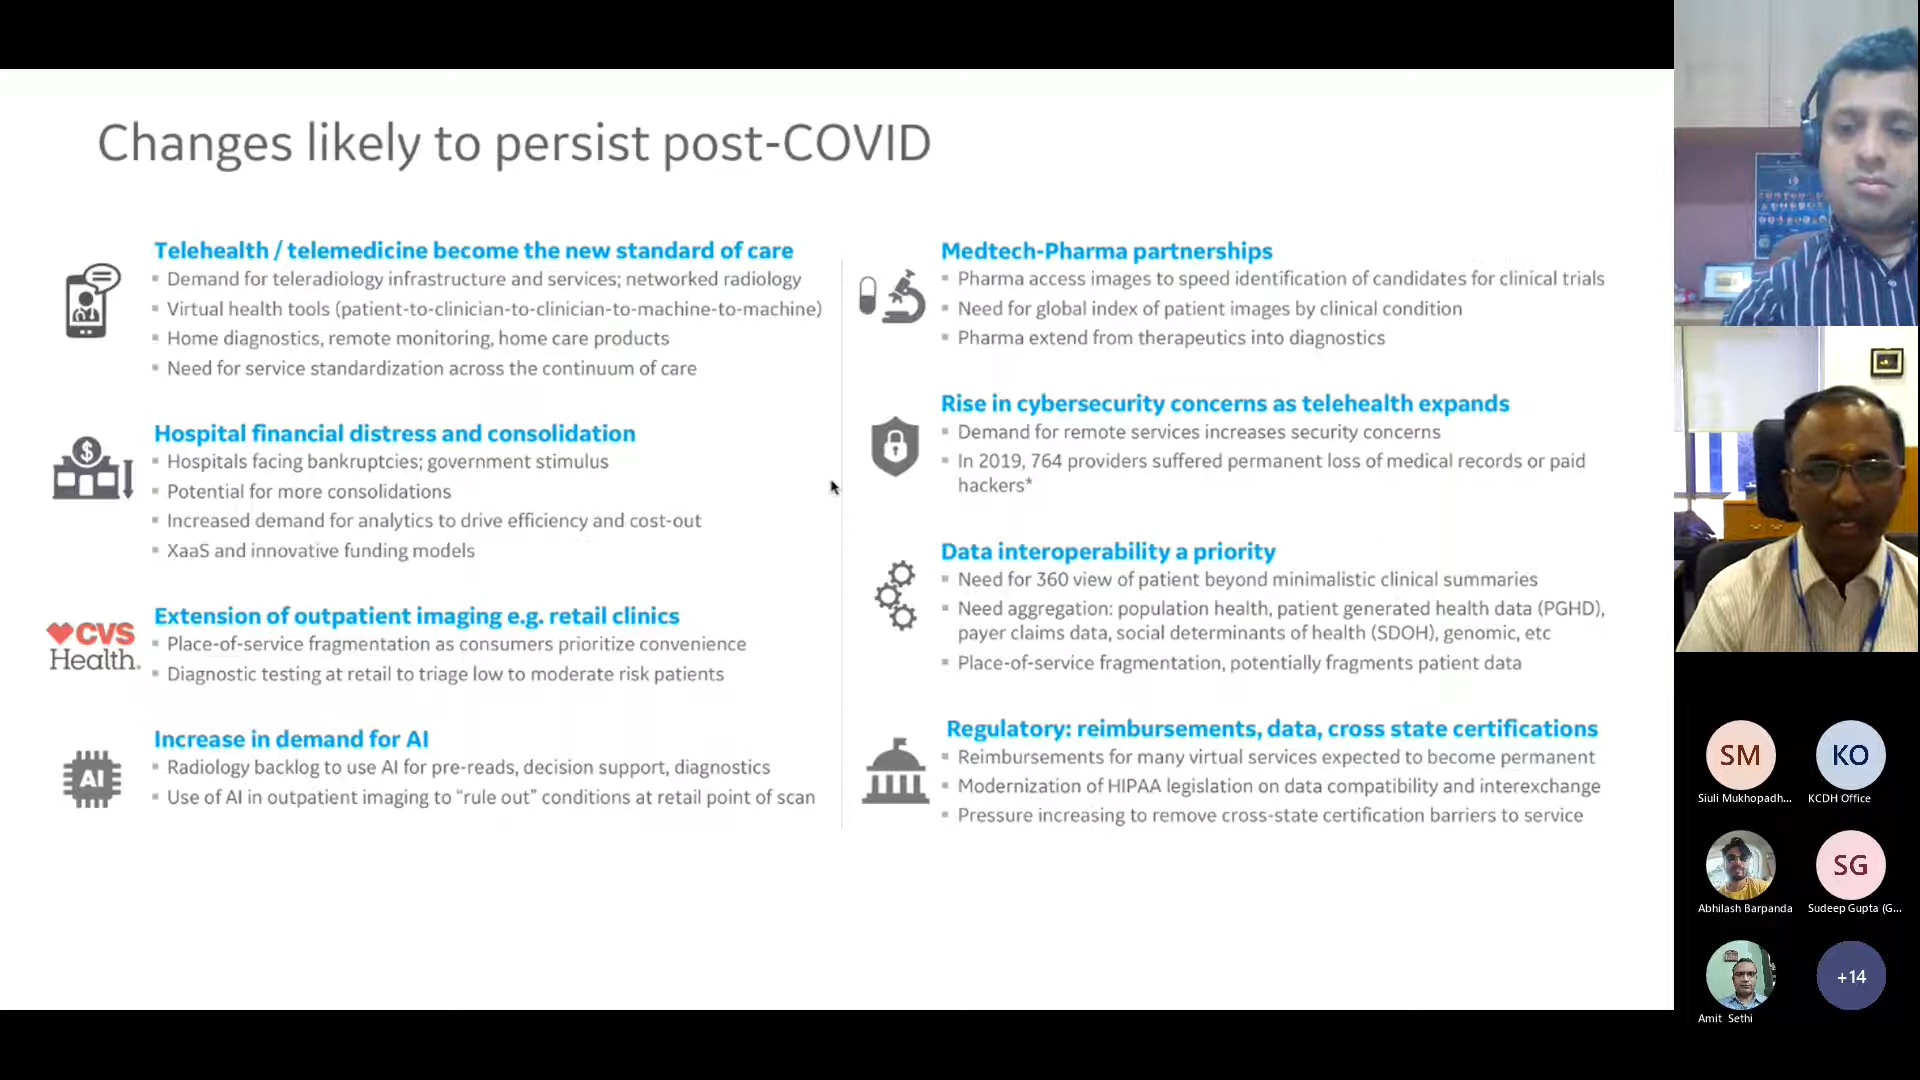 Changes likely to persist post-COVID
Telehealth / telemedicine become the new standard of care
Demand for teleradiology infrastructure and services; networked radiology
Virtual health tools (patient-to-clinician-to-clinician-to-machine-to-machine)
Home diagnostics, remote monitoring, home care products
Need for service standardization across the continuum of care
Hospital financial distress and consolidation
$
Hospitals facing bankruptcies; government stimulus
Potential for more consolidations
Increased demand for analytics to drive efficiency and cost-out
XaaS and innovative funding models
Extension of outpatient imaging e.g. retail clinics
CVS
Health.
Place-of-service fragmentation as consumers prioritize convenience
Diagnostic testing at retail to triage low to moderate risk patients
Increase in demand for AI
AI
Radiology backlog to use AI for pre-reads, decision support, diagnostics
Use of AI in outpatient imaging to “rule out” conditions at retail point of scan
Medtech-Pharma partnerships
Pharma access images to speed identification of candidates for clinical trials
Need for global index of patient images by clinical condition
Pharma extend from therapeutics into diagnostics
Rise in cybersecurity concerns as telehealth expands
Demand for remote services increases security concerns
In 2019, 764 providers suffered permanent loss of medical records or paid
hackers*
Data interoperability a priority
Need for 360 view of patient beyond minimalistic clinical summaries
Need aggregation: population health, patient generated health data (PGHD),
payer claims data, social determinants of health (SDOH), genomic, etc
Place-of-service fragmentation, potentially fragments patient data
Regulatory: reimbursements, data, cross state certifications
Reimbursements for many virtual services expected to become permanent
Modernization of HIPAA legislation on data compatibility and interexchange
Pressure increasing to remove cross-state certification barriers to service
SM
Siuli Mukhopadh...
KO
KCDH Office
Abhilash Barpanda
SG
Sudeep Gupta (G...
Amit Sethi
+14